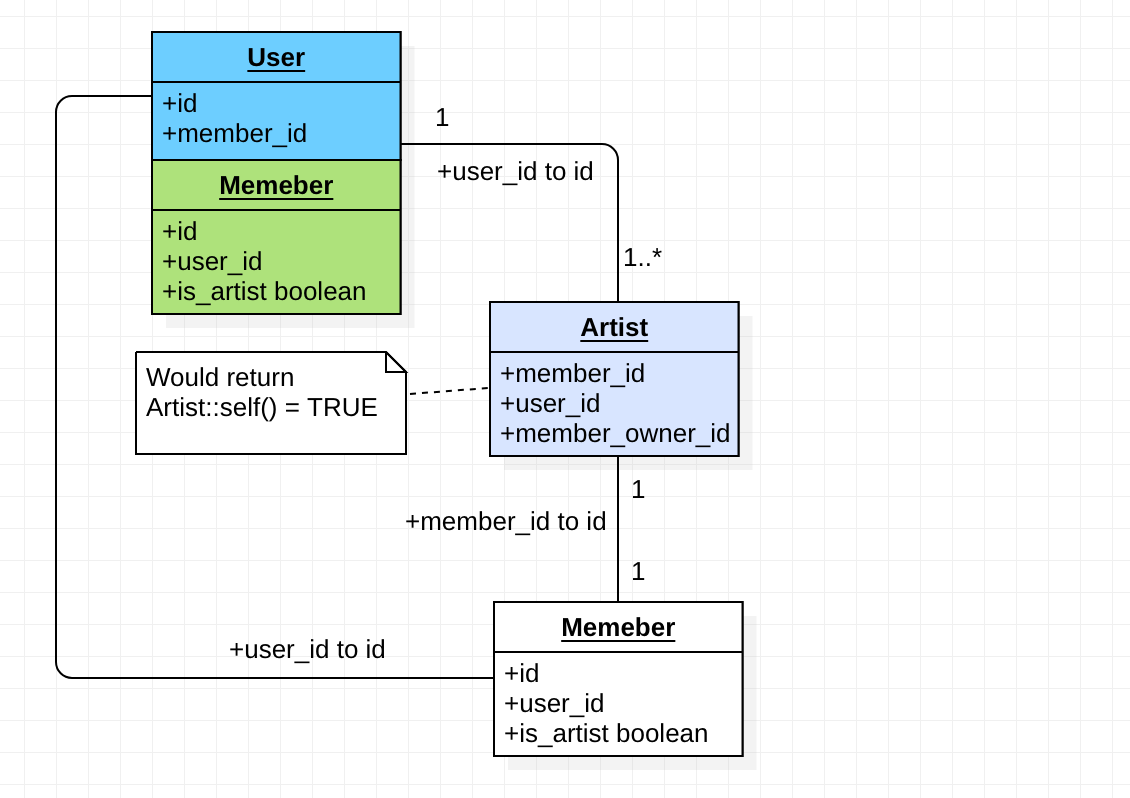 User
+id
+member_id
Memeber
+id
+user_id
+is_artist boolean
1
+user_id to id
1..*
Artist
+member_id
+user_id
+member_owner_id
Would return
Artist::self() = TRUE
1
+member_id to id
1
Memeber
+id
+user_id
+is_artist boolean
+user_id to id